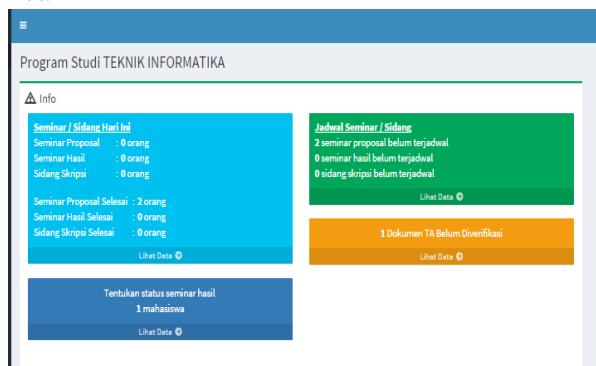 Program Studi TEKNIK INFORMATIKA
Info
Seminar / Sidang Hari Ini
Seminar Proposal : 0 orang
Seminar Hasil : 0 orang
Sidang Skripsi : 0 orang
Seminar Proposal Selesai : 2 orang
Seminar Hasil Selesai : 0 orang
Sidang Skripsi Selesai : 0 orang
Lihat Data
Tentukan status seminar hasil
1 mahasiswa
Lihat Data
Jadwal Seminar / Sidang
2 seminar proposal belum terjadwal
0 seminar hasil belum terjadwal
0 sidang skripsi belum terjadwal
Lihat Data
1 Dokumen TA Belum Diverifikasi
Lihat Data